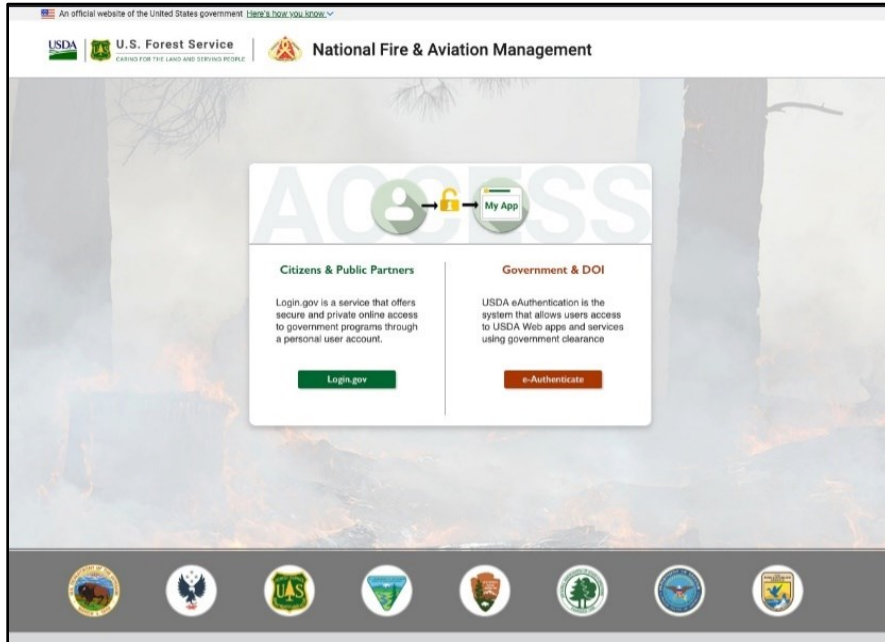 An official website of the United States government Here's how you know
USDA
UAS
U.S. Forest Service
CARING FOR THE LAND AND SERVING PEOPLE
National Fire & Aviation Management
ACCESS
My App
Citizens & Public Partners
Login.gov is a service that offers
secure and private online access
to government programs through
a personal user account.
Login.gov
Government & DOI
USDA eAuthentication is the
system that allows users access
to USDA Web apps and services
using government clearance
e-Authenticate
UAS